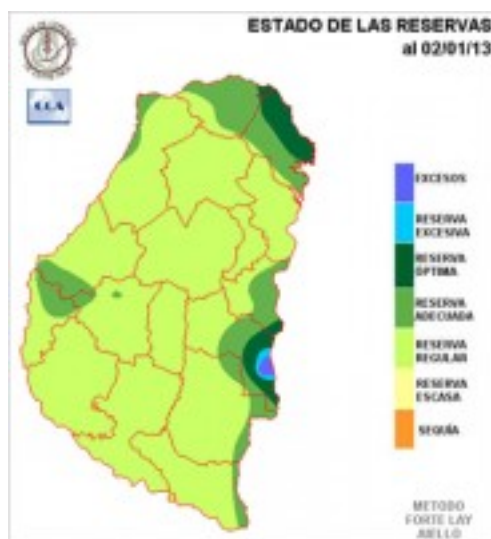 ESTADO DE LAS RESERVAS
al 02/01/13
CCA
EXCESOS
RESERVA
EXCESIVA
RESERVA
OPTIMA
RESERVA
ADECUADA
RESERVA
REGULAR
RESERVA
ESCASA
SEQUÍA
METODO
FORTE LAY
AIELLO